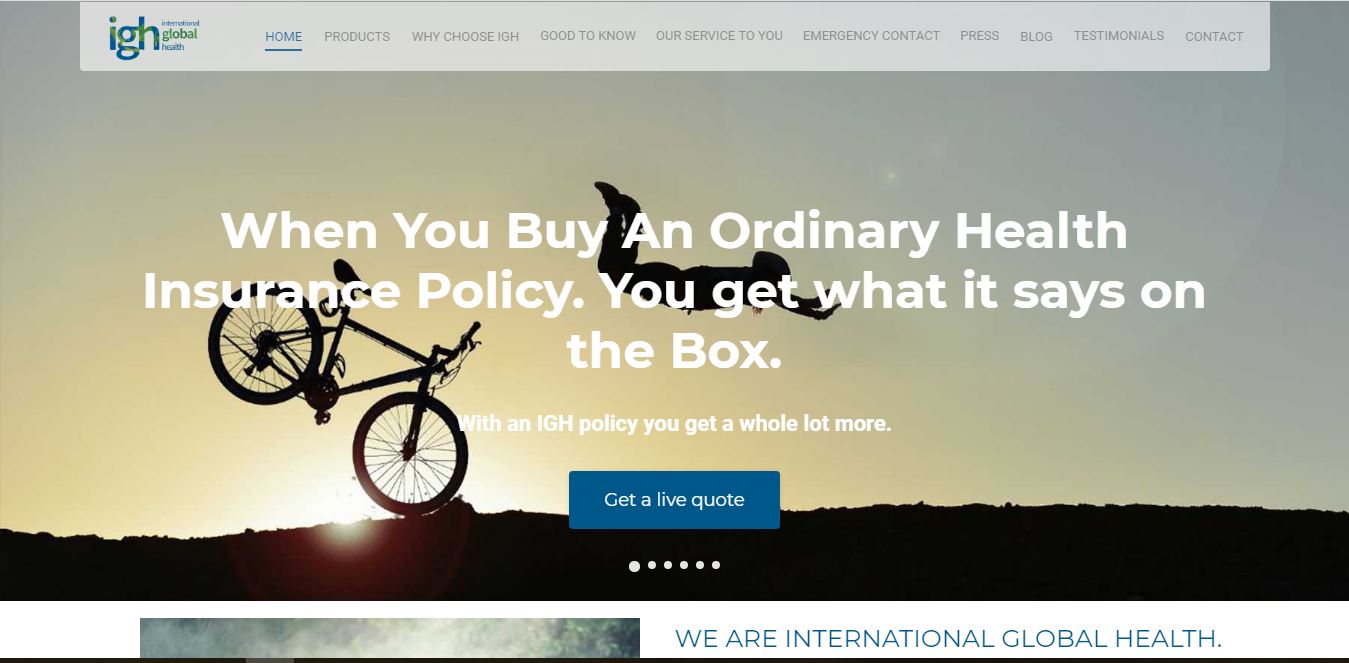 igh international
global
health
HOME PRODUCTS WHY CHOOSE IGH GOOD TO KNOW OUR SERVICE TO YOU EMERGENCY CONTACT PRESS BLOG TESTIMONIALS CONTACT
When You Buy An Ordinary Health
Insurance Policy. You get what it says on
the Box.
With an IGH policy you get a whole lot more.
Get a live quote
WE ARE INTERNATIONAL GLOBAL HEALTH.